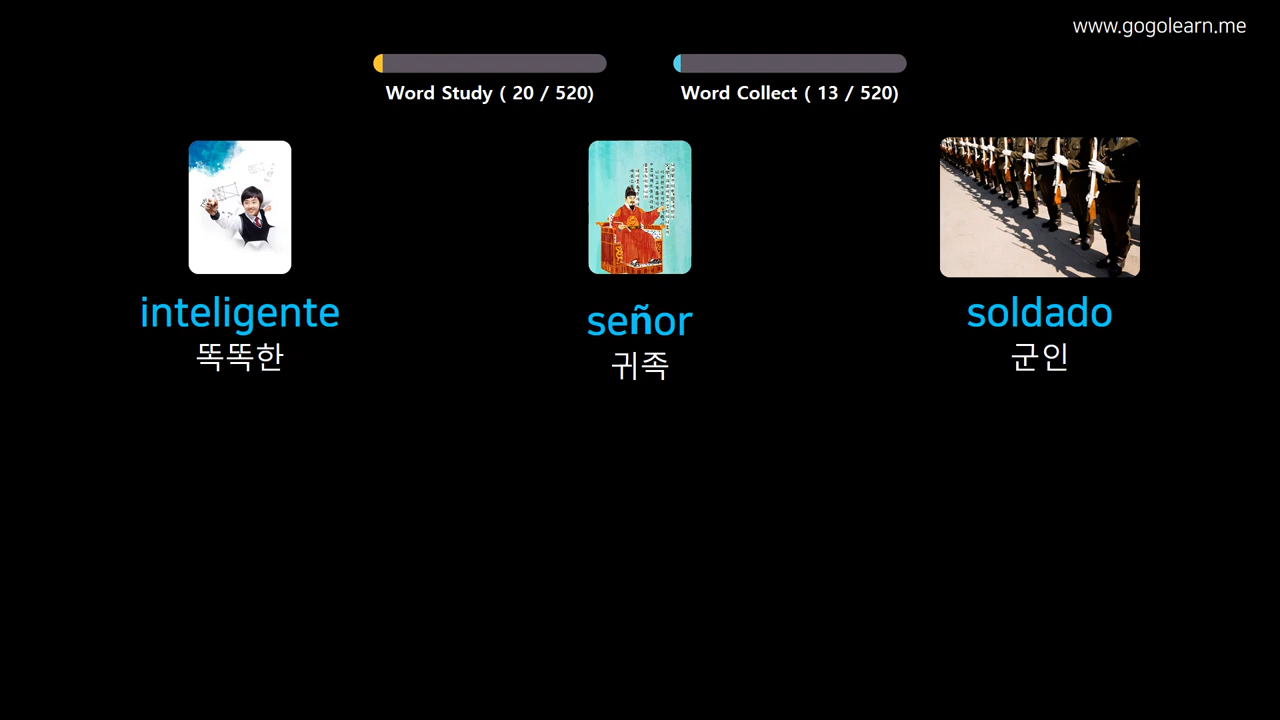 www.gogolearn.me
Word Study ( 20 / 520)
Word Collect ( 13 / 520)
inteligente
똑똑한
señor
귀족
soldado
군인